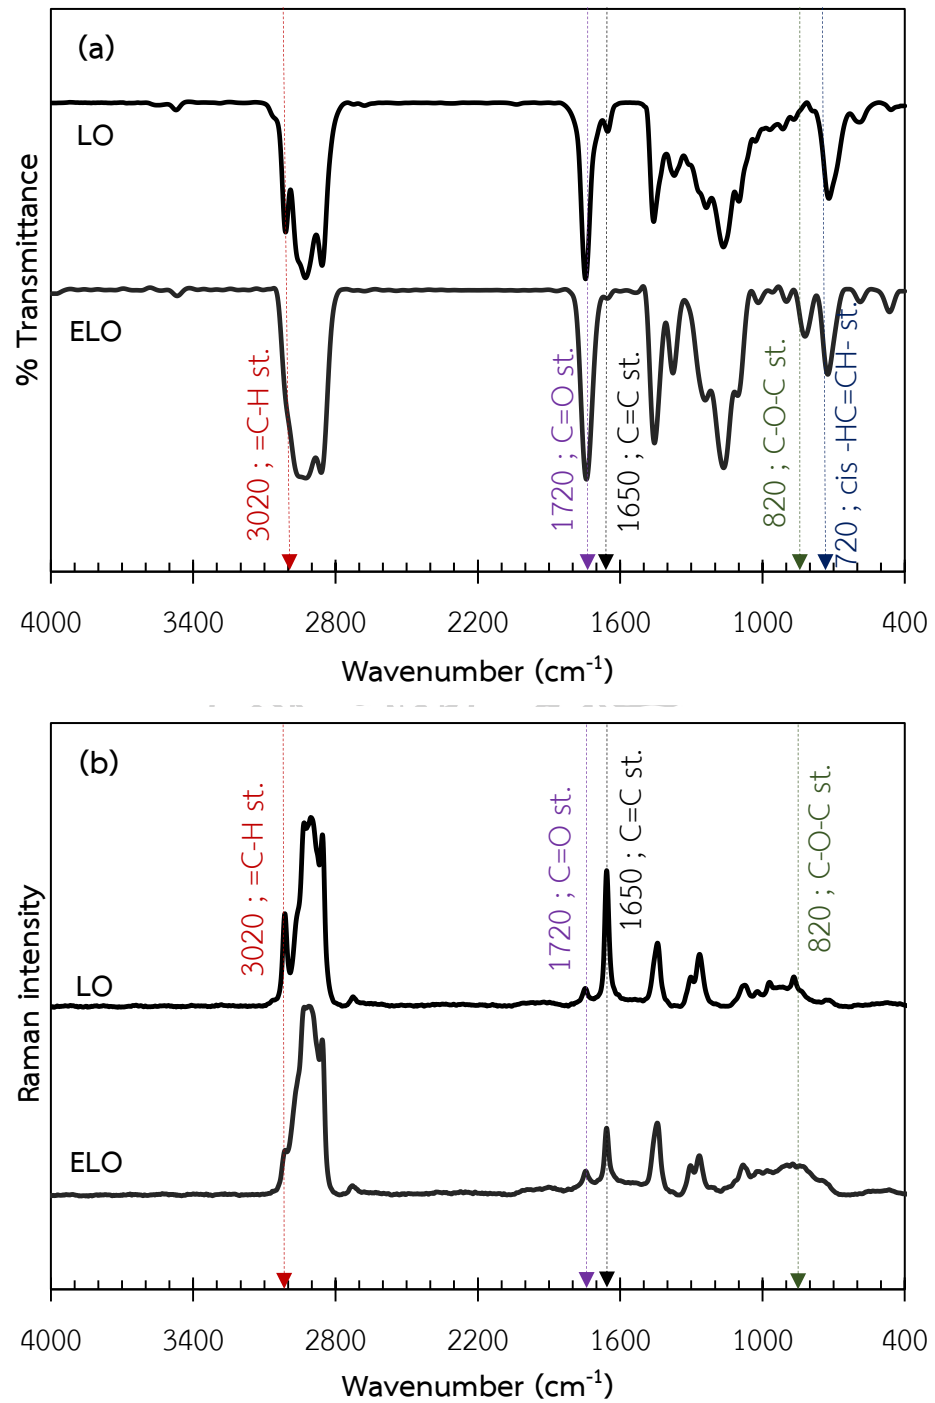 (a)
LO
ELO
% Transmittance
3020 ; =C-H st.
1720 ; C=O st.
1650 ; C=C st.
820 ; C-O-C st.
720 ; cis -HC=CH- st.
4000 3400 2800 2200 1600 1000 400
Wavenumber (cm-1)
(b)
3020 ; =C-H st.
1720 ; C=O st.
1650 ; C=C st.
820 ; C-O-C st.
LO
ELO
Raman intensity
4000 3400 2800 2200 1600 1000 400
Wavenumber (cm-1)